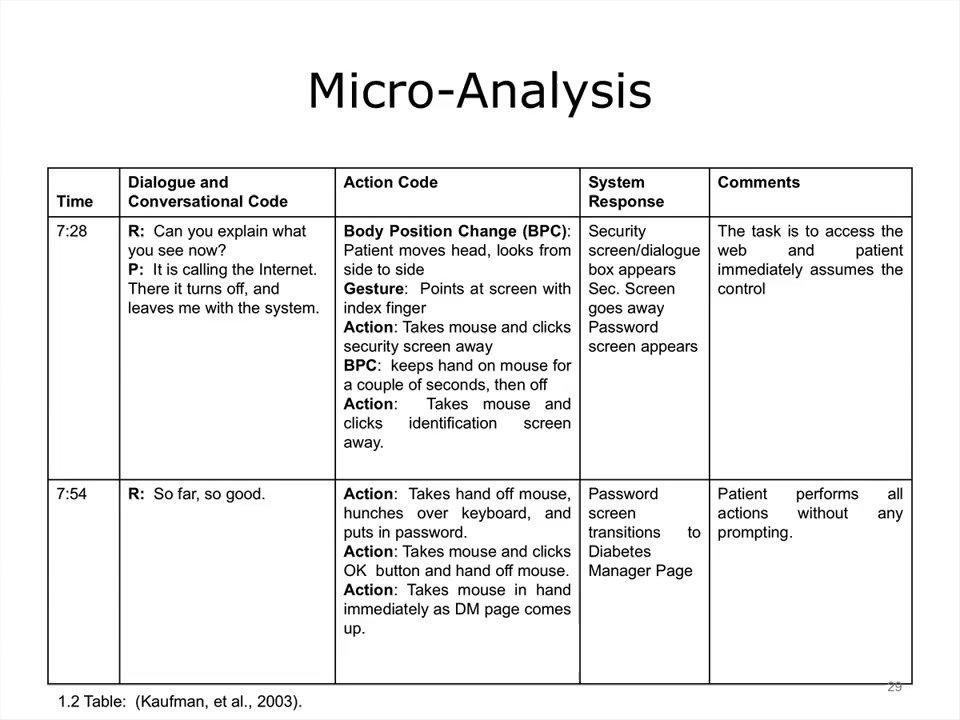 Micro-Analysis
Time
Dialogue and
Conversational Code
Action Code
System
Response
Comments
7:28
R: Can you explain what
you see now?
P: It is calling the Internet.
There it turns off, and
leaves me with the system.
Body Position Change (BPC):
Patient moves head, looks from
side to side
Gesture: Points at screen with
index finger
Action: Takes mouse and clicks
security screen away
BPC: keeps hand on mouse for
a couple of seconds, then off
Action: Takes mouse and
clicks identification screen
away.
Security
screen/dialogue
box appears
Sec. Screen
goes away
Password
screen appears
The task is to access the
web and patient
immediately assumes the
control
7:54
R: So far, so good.
Action: Takes hand off mouse,
hunches over keyboard, and
puts in password.
Action: Takes mouse and clicks
OK button and hand off mouse.
Action: Takes mouse in hand
immediately as DM page comes
up.
Password
screen
transitions to
Diabetes
Manager Page
Patient performs all
actions without any
prompting.
29
1.2 Table: (Kaufman, et al., 2003).